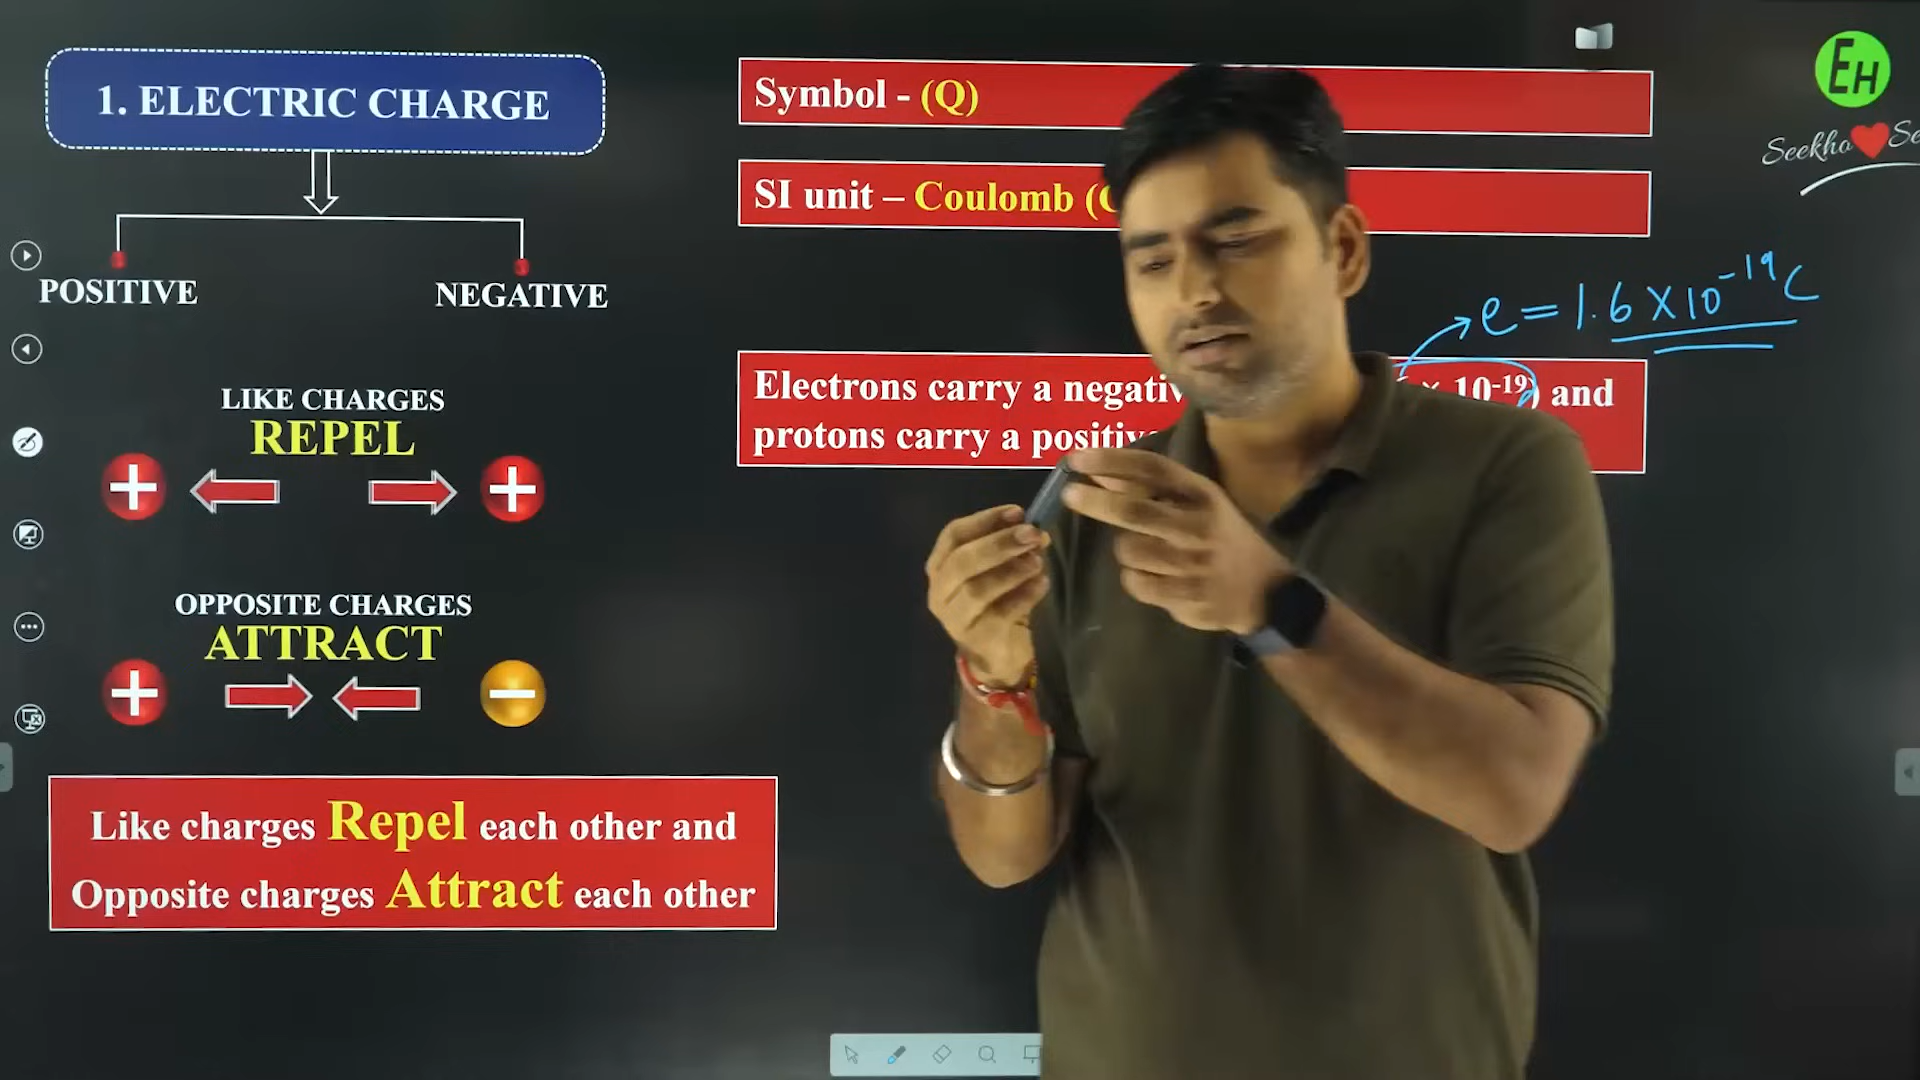 1. ELECTRIC CHARGE
POSITIVE
NEGATIVE
LIKE CHARGES
REPEL
+ +
OPPOSITE CHARGES
ATTRACT
+ −
Like charges Repel each other and
Opposite charges Attract each other
Symbol - (Q)
SI unit – Coulomb (
e = 1.6 × 10⁻¹⁹ C
Electrons carry a × 10⁻¹⁹) and
protons carry a
EH
Seekho